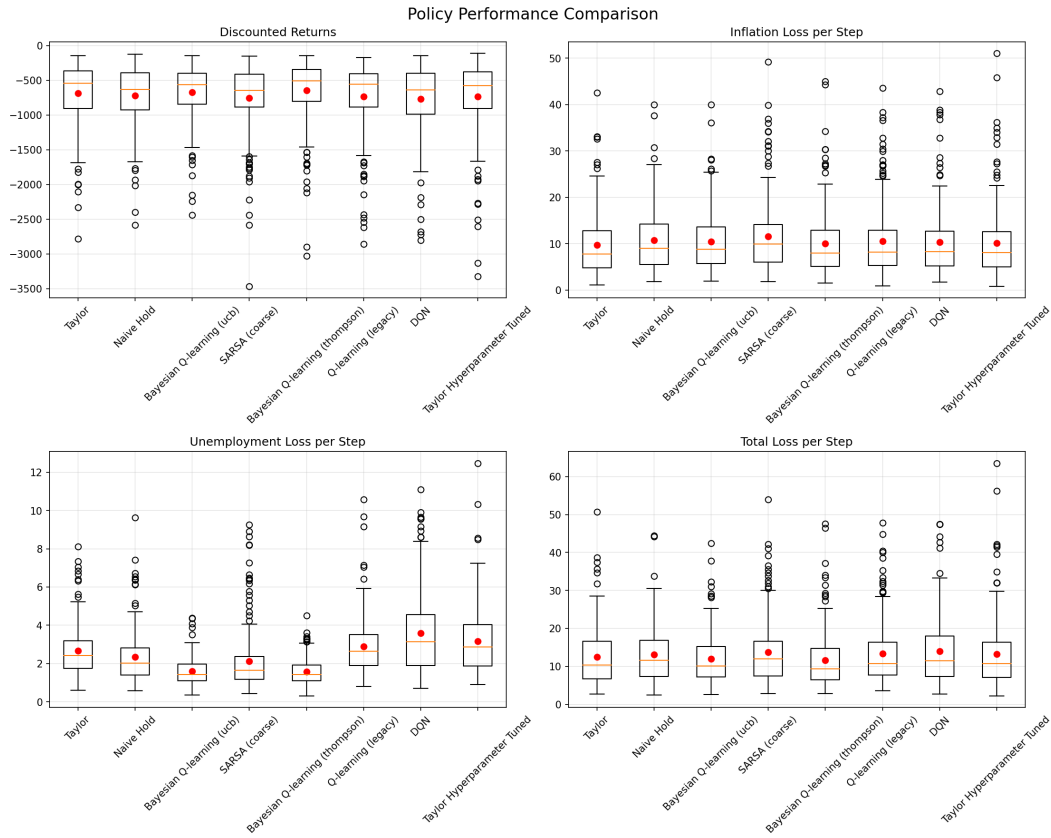 Policy Performance Comparison
Discounted Returns
0
−500
−1000
−1500
−2000
−2500
−3000
−3500
Taylor
Naive Hold
Bayesian Q-learning (ucb)
SARSA (coarse)
Bayesian Q-learning (thompson)
Q-learning (legacy)
DQN
Taylor Hyperparameter Tuned
Inflation Loss per Step
50
40
30
20
10
0
Taylor
Naive Hold
Bayesian Q-learning (ucb)
SARSA (coarse)
Bayesian Q-learning (thompson)
Q-learning (legacy)
DQN
Taylor Hyperparameter Tuned
Unemployment Loss per Step
12
10
8
6
4
2
0
Taylor
Naive Hold
Bayesian Q-learning (ucb)
SARSA (coarse)
Bayesian Q-learning (thompson)
Q-learning (legacy)
DQN
Taylor Hyperparameter Tuned
Total Loss per Step
60
50
40
30
20
10
0
Taylor
Naive Hold
Bayesian Q-learning (ucb)
SARSA (coarse)
Bayesian Q-learning (thompson)
Q-learning (legacy)
DQN
Taylor Hyperparameter Tuned